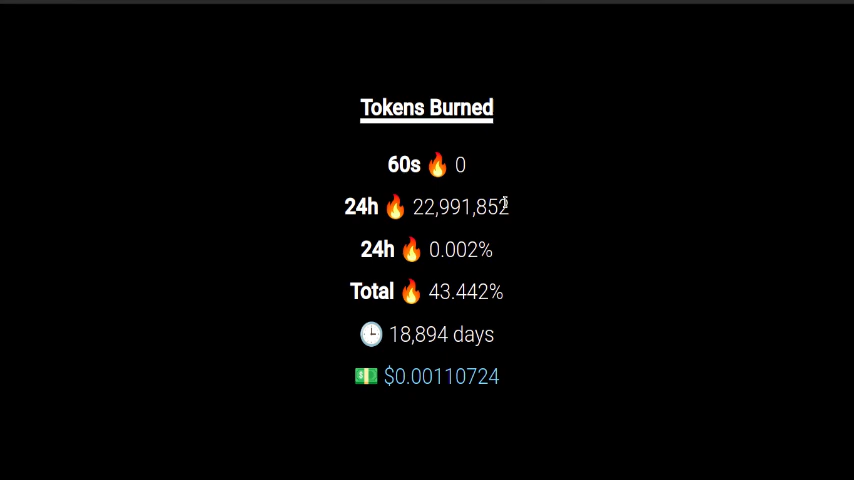 Tokens Burned
60s 🔥 0
24h 🔥 22,991,852
24h 🔥 0.002%
Total 🔥 43.442%
🕒 18,894 days
💵 $0.00110724